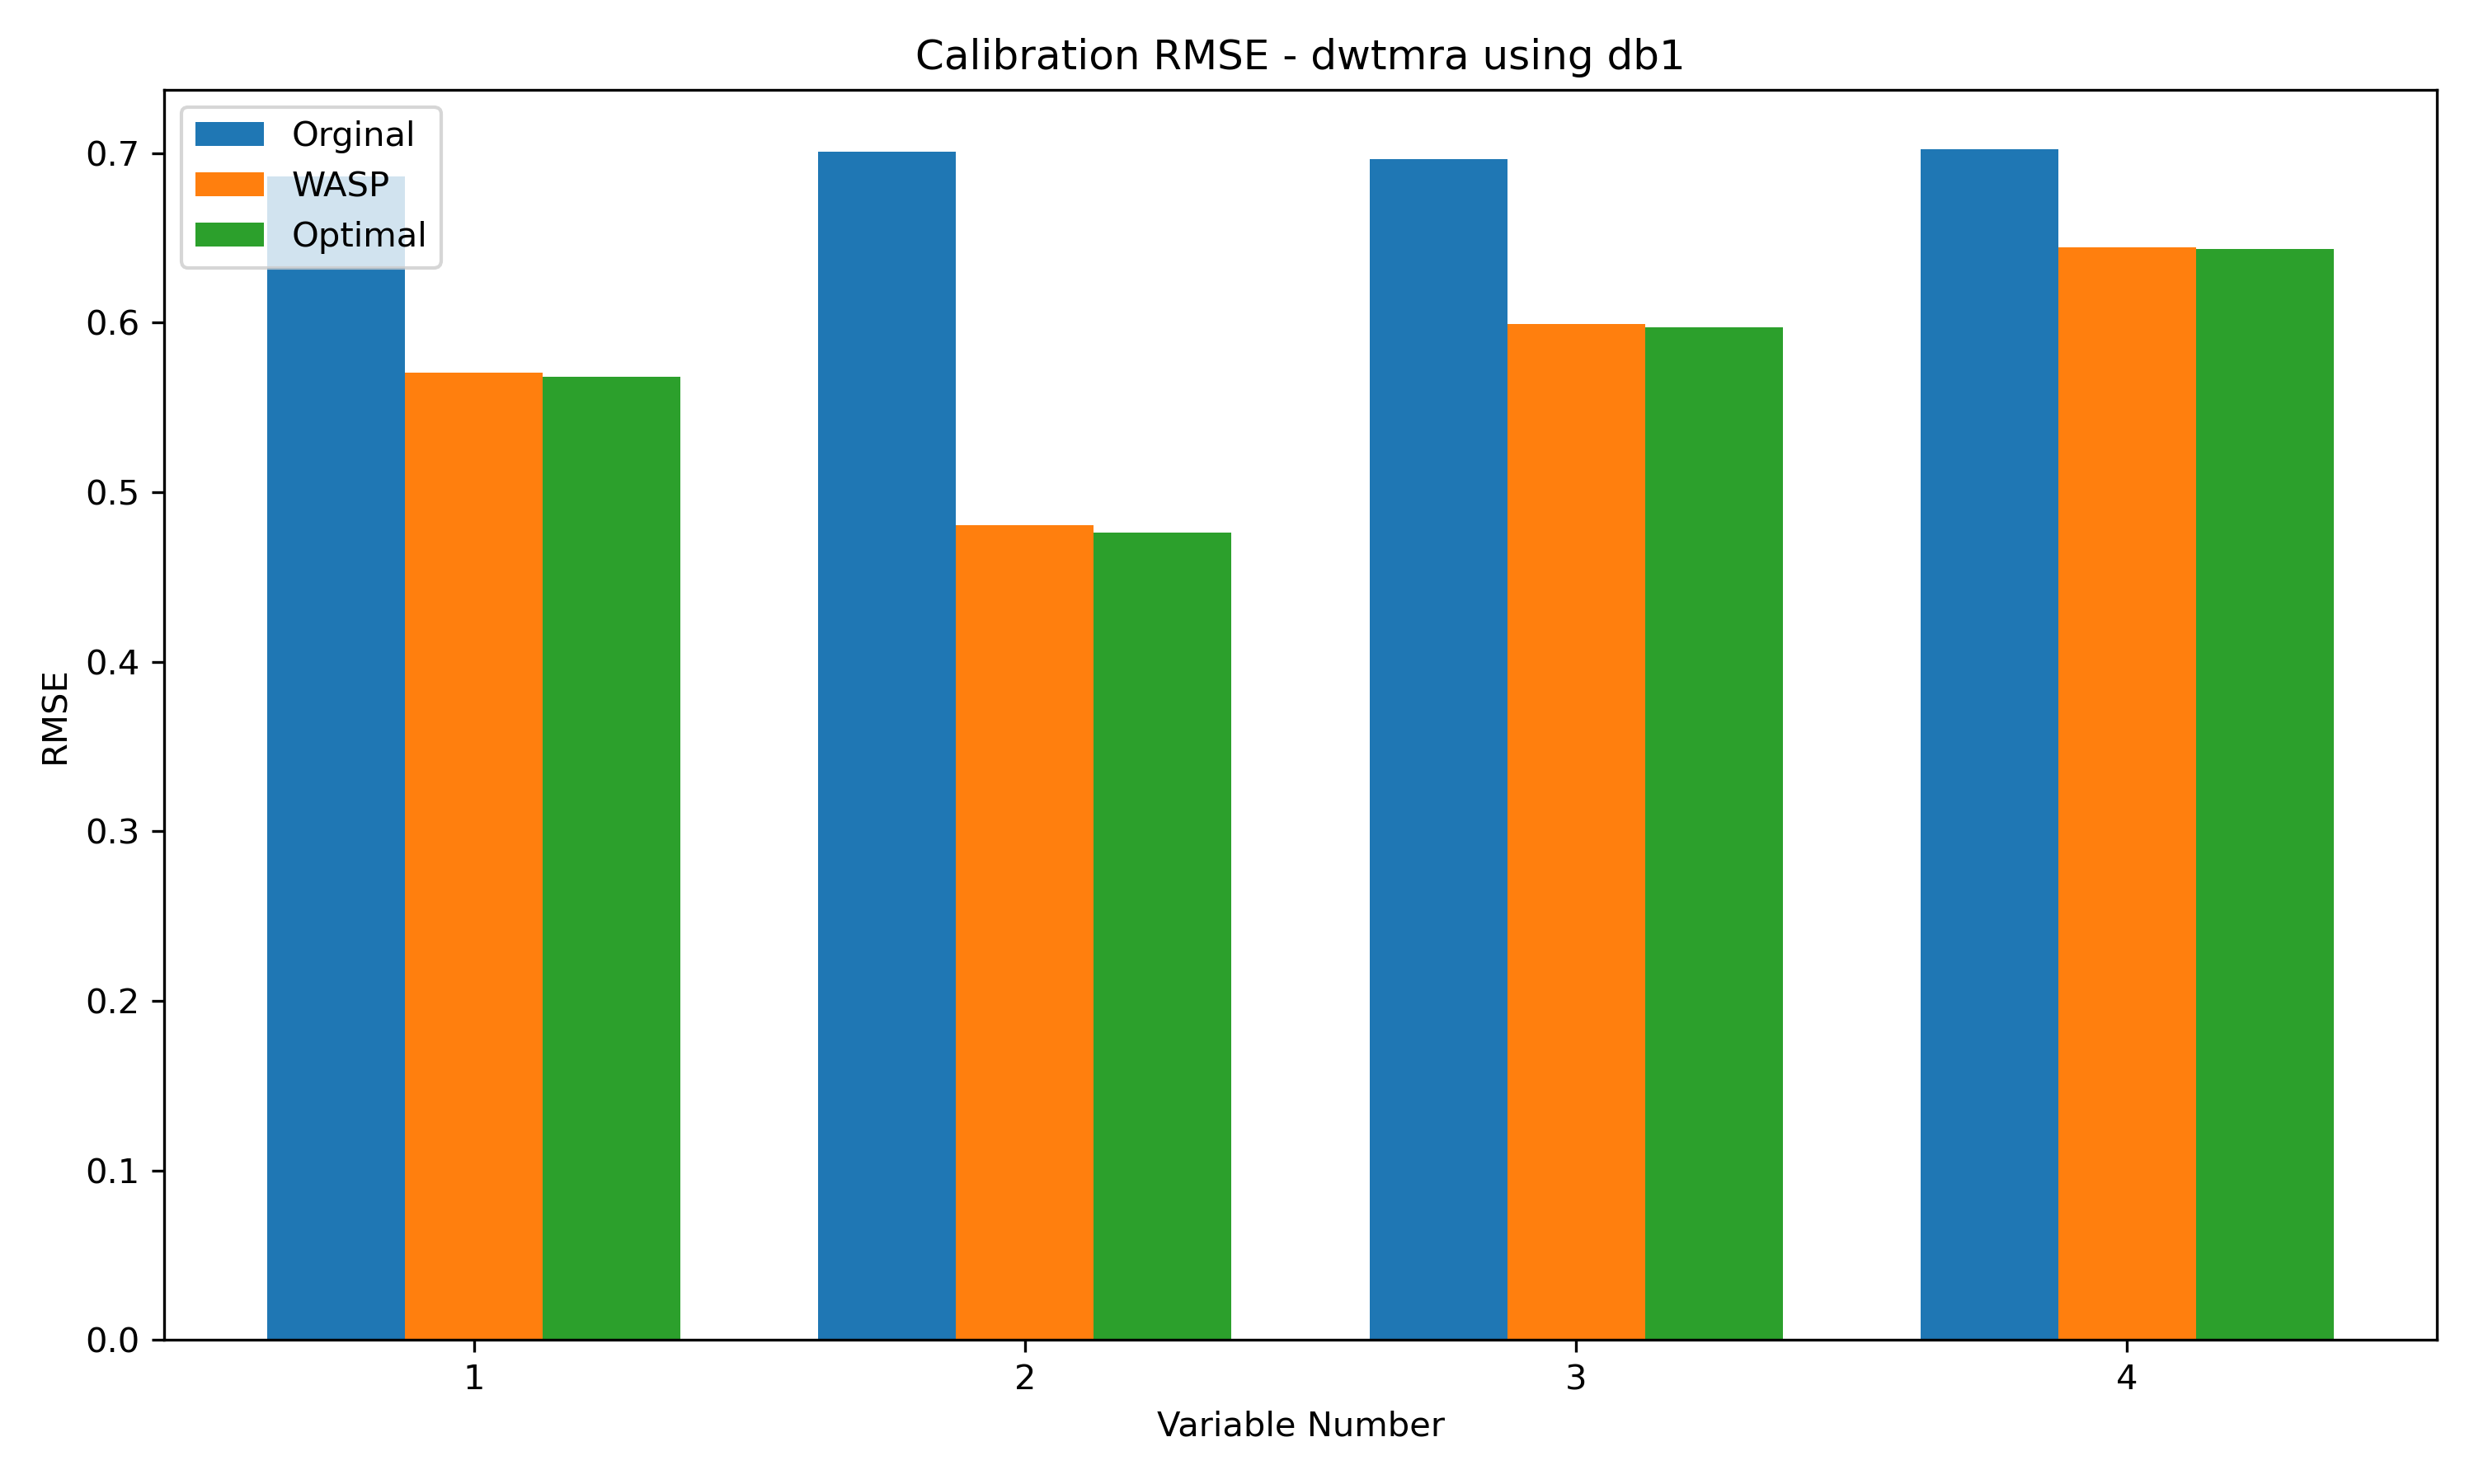 Calibration RMSE - dwtmra using db1
Orginal
WASP
Optimal
0.7
0.6
0.5
0.4
0.3
0.2
0.1
0.0
RMSE
1 2 3 4
Variable Number